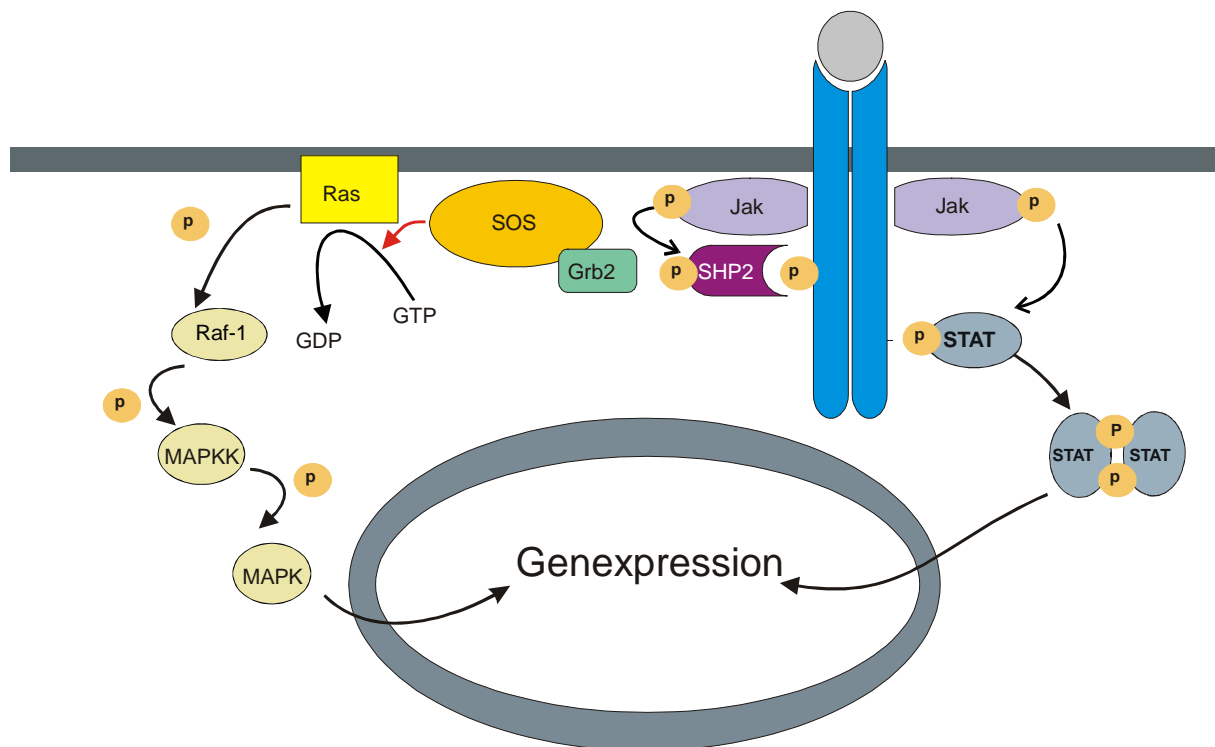 Ras
p
SOS
p
Jak
Jak
p
Grb2
p
SHP2
p
GTP
GDP
Raf-1
p
STAT
p
MAPKK
p
P
STAT
STAT
p
MAPK
Genexpression